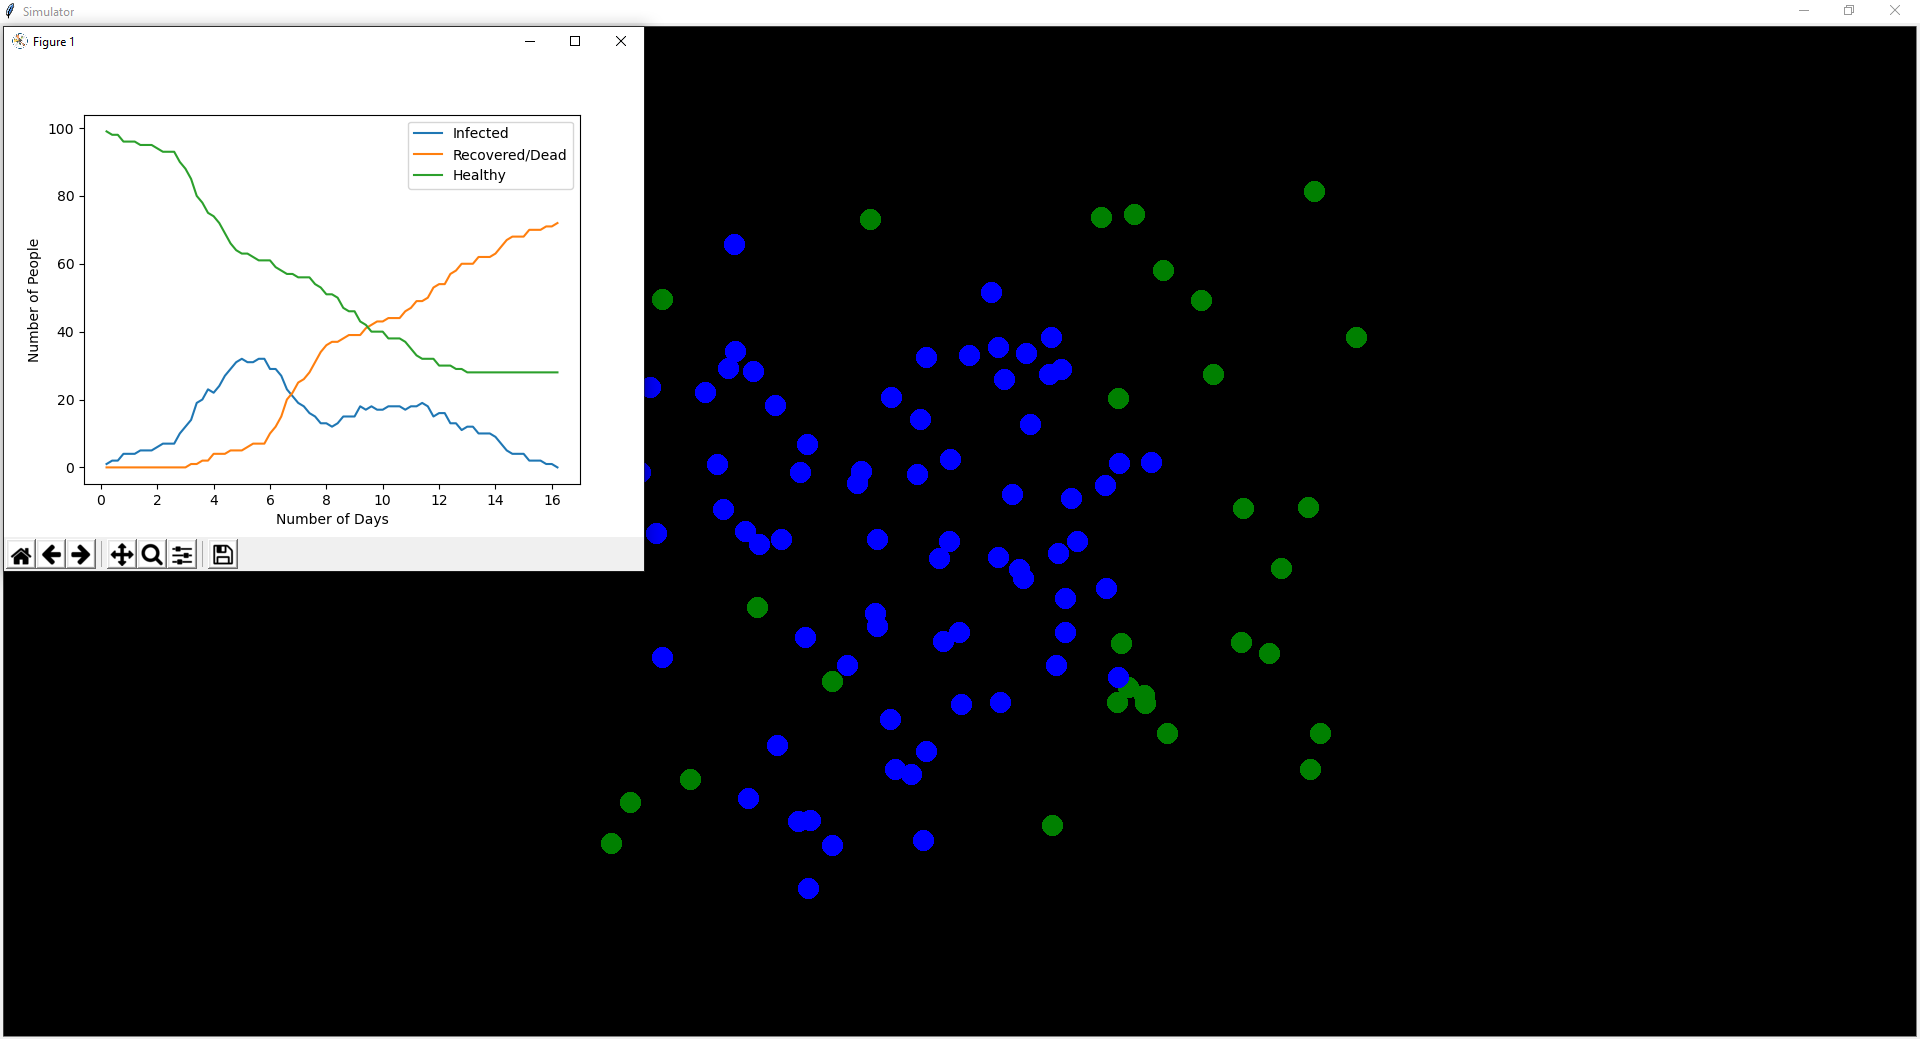 Simulator
Figure 1
Infected
Recovered/Dead
Healthy
100
80
60
40
20
0
Number of People
0 2 4 6 8 10 12 14 16
Number of Days